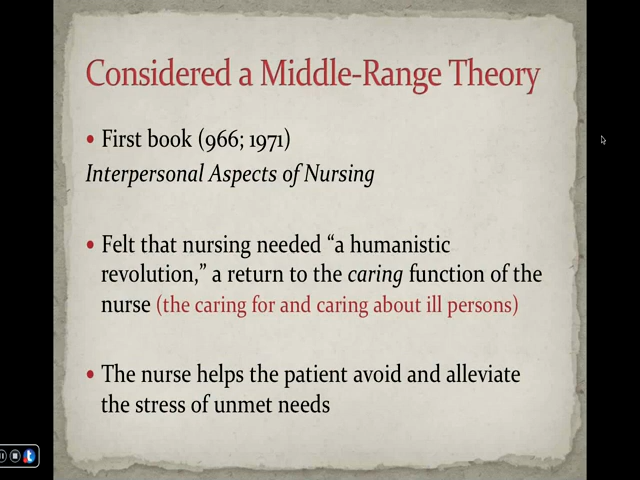 Considered a Middle-Range Theory
• First book (966; 1971)
Interpersonal Aspects of Nursing
• Felt that nursing needed “a humanistic
revolution,” a return to the caring function of the
nurse (the caring for and caring about ill persons)
• The nurse helps the patient avoid and alleviate
the stress of unmet needs